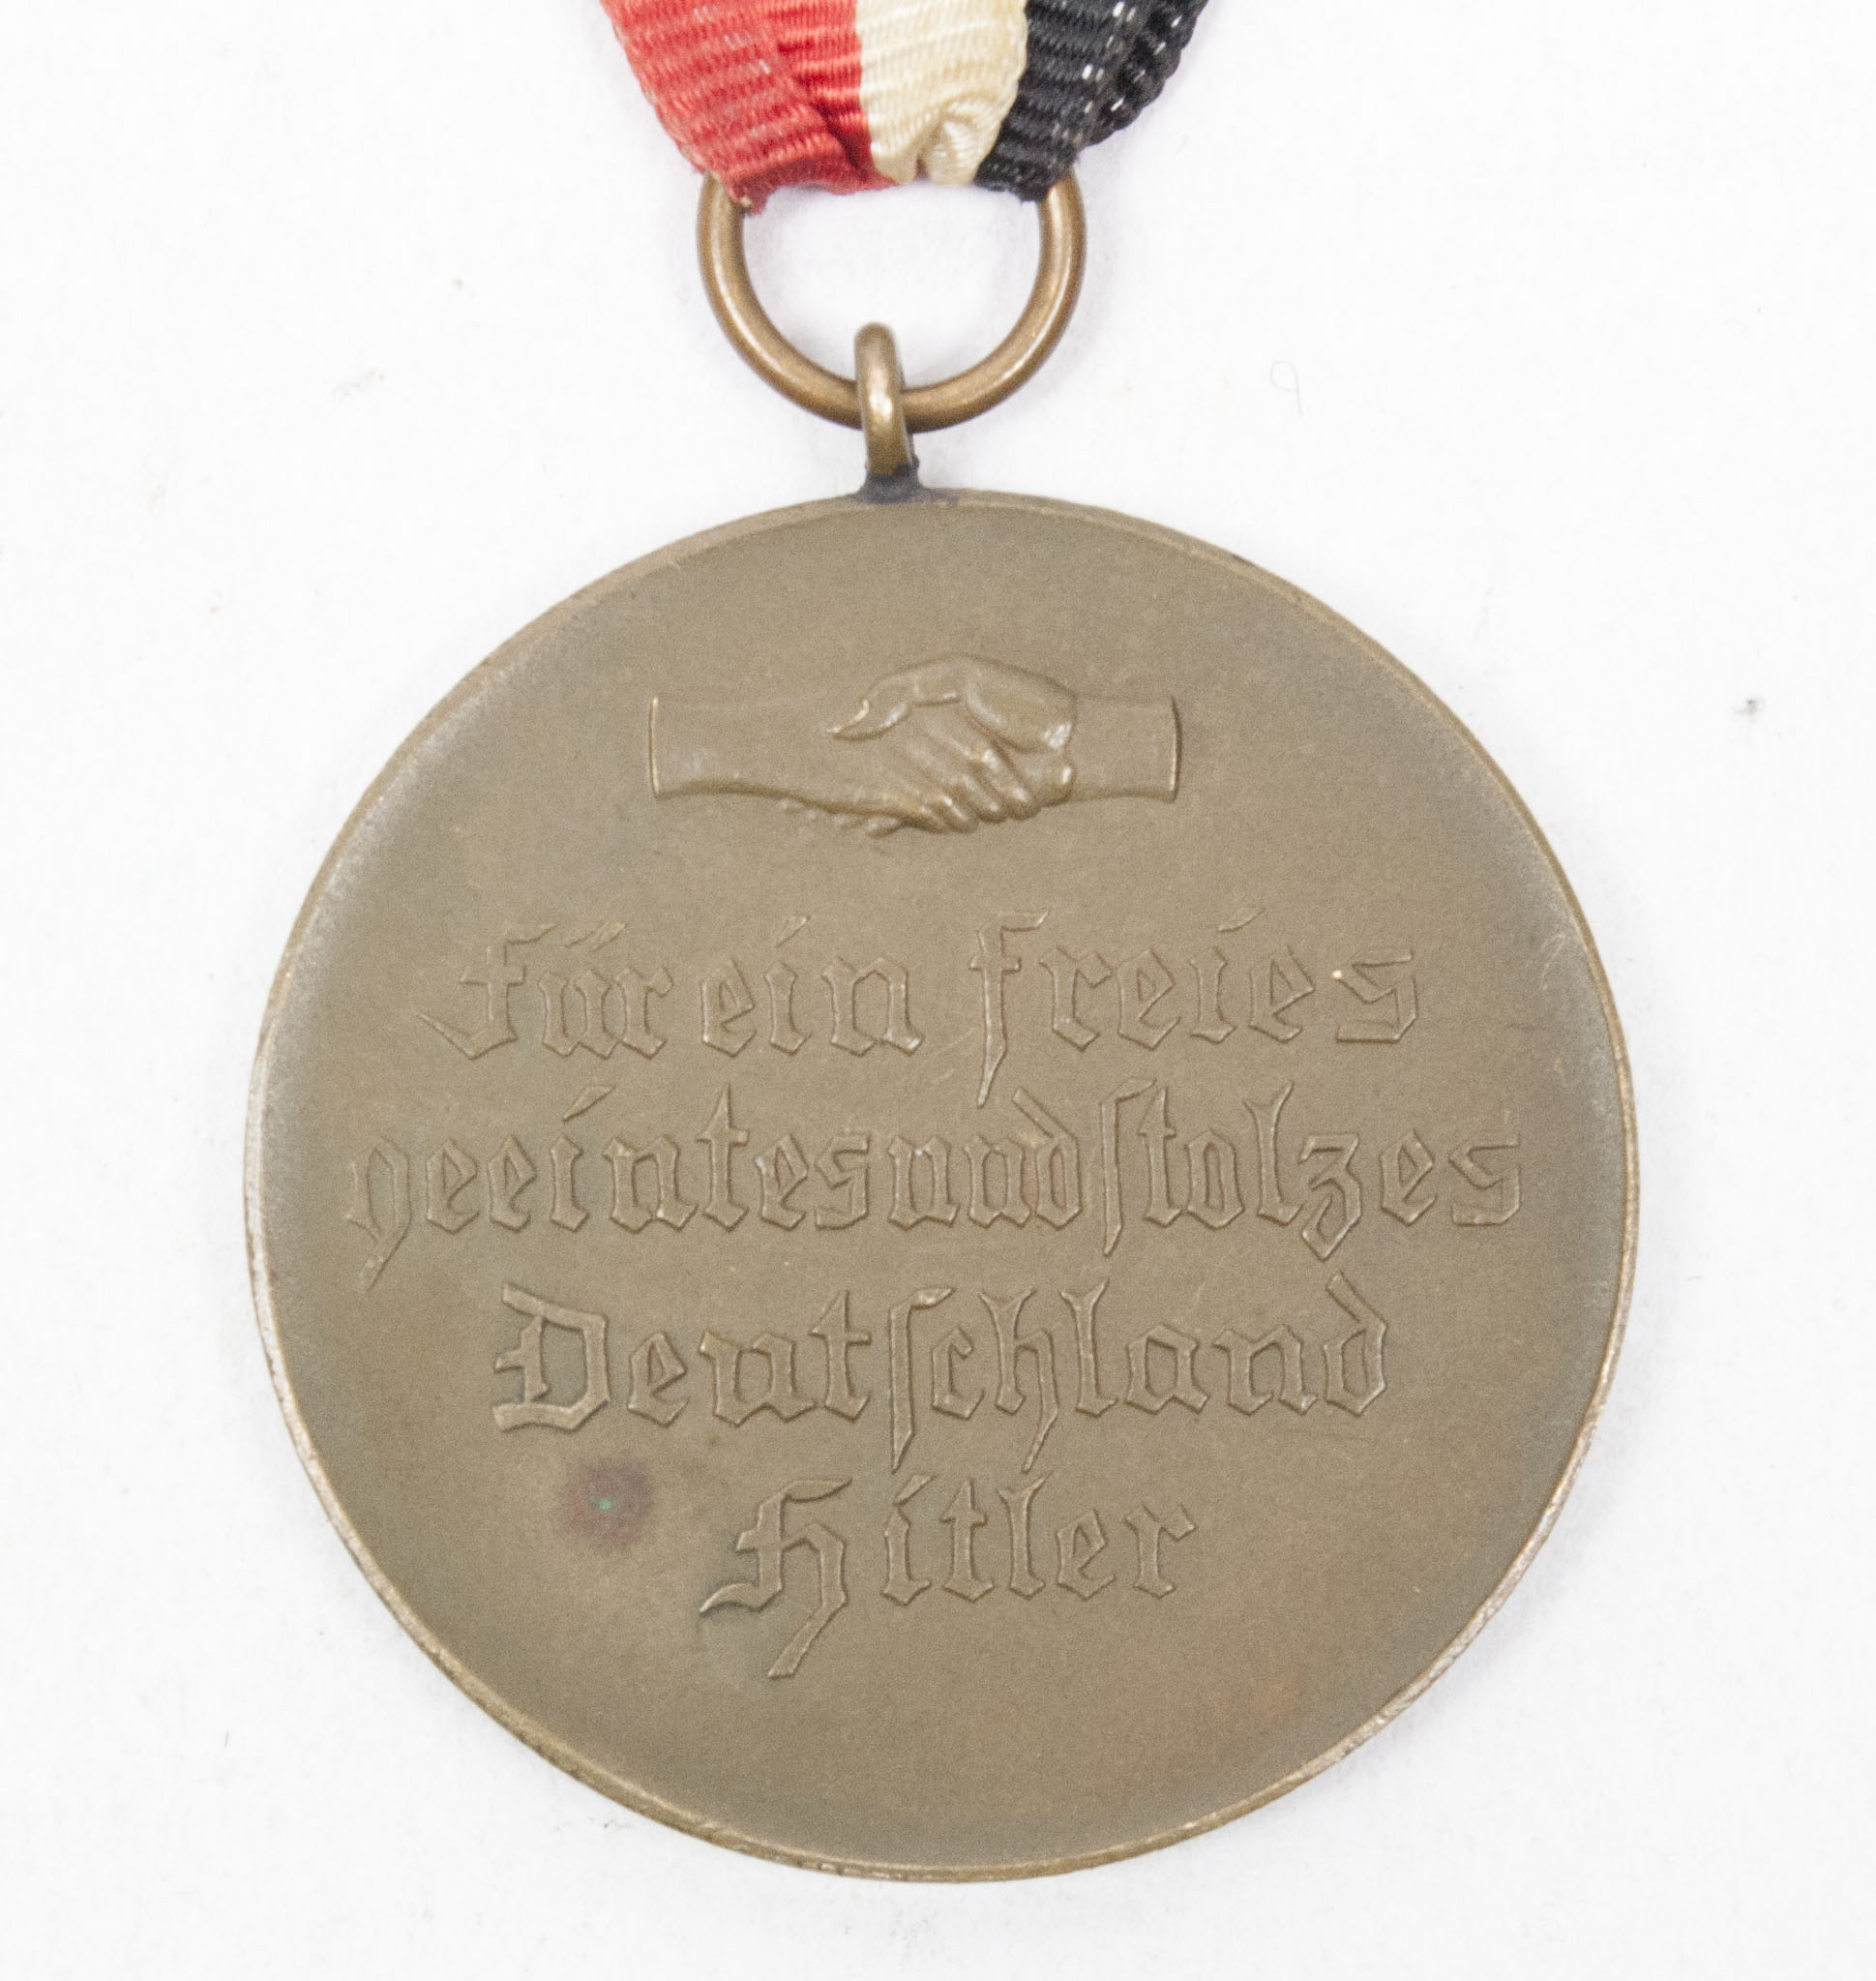 Für ein freies
geeintes und stolzes
Deutschland
Hitler